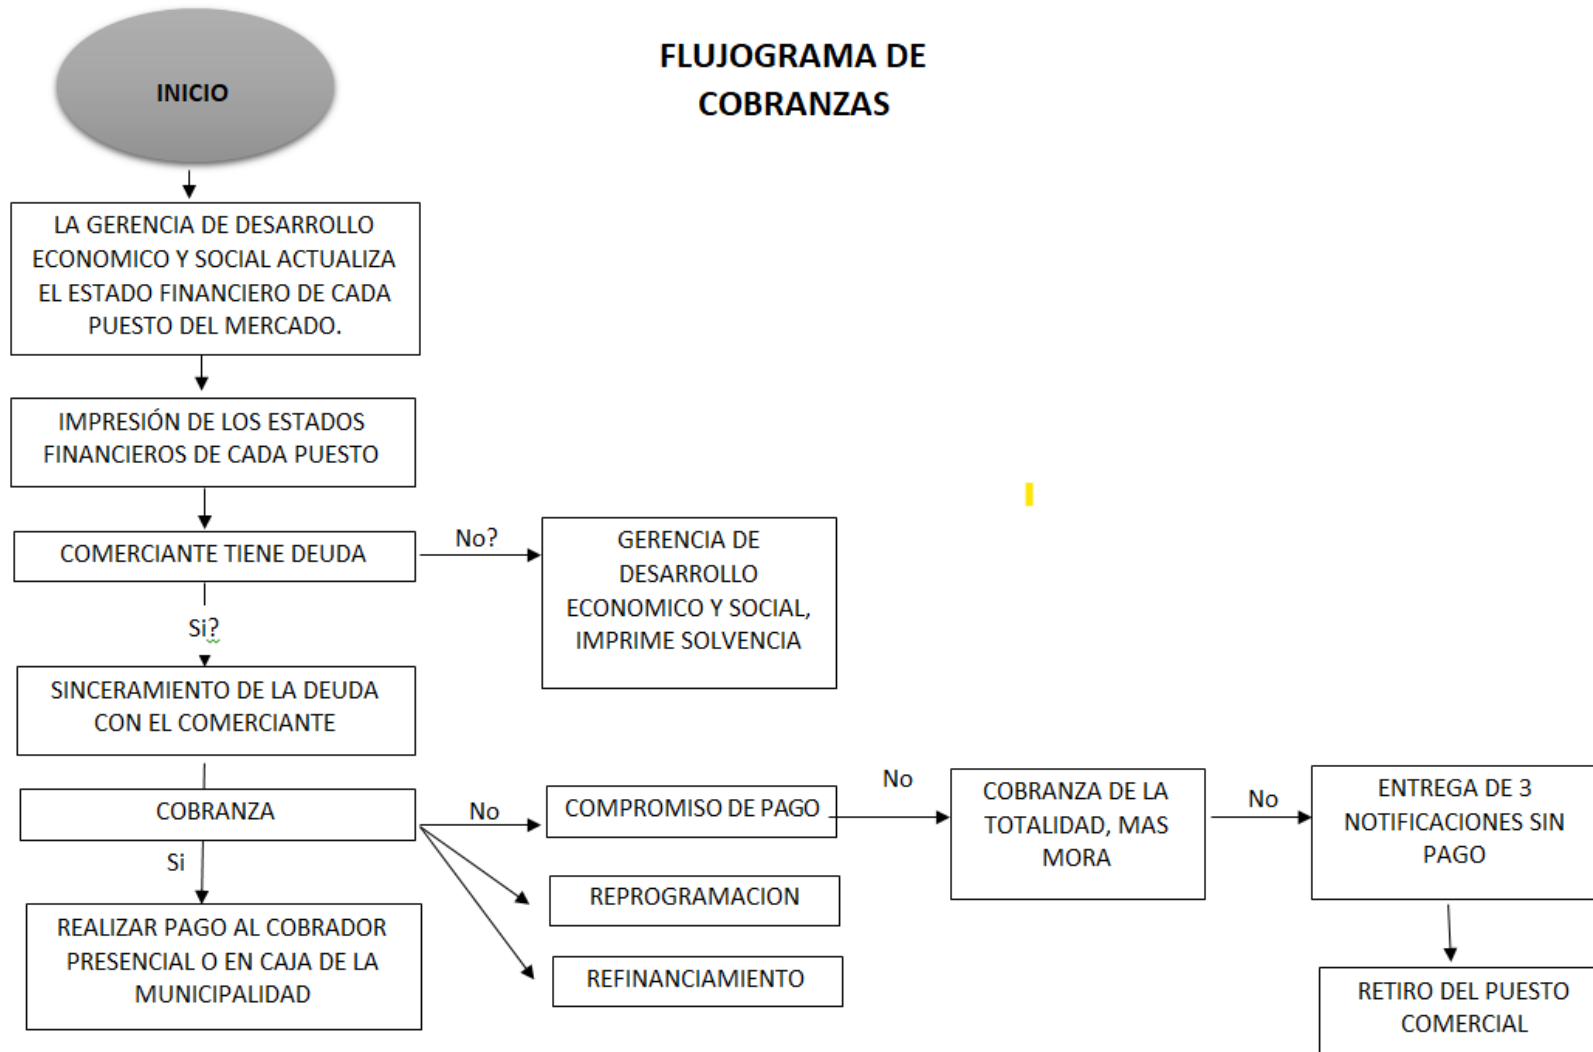 FLUJOGRAMA DE
COBRANZAS
INICIO
LA GERENCIA DE DESARROLLO
ECONOMICO Y SOCIAL ACTUALIZA
EL ESTADO FINANCIERO DE CADA
PUESTO DEL MERCADO.
IMPRESIÓN DE LOS ESTADOS
FINANCIEROS DE CADA PUESTO
COMERCIANTE TIENE DEUDA
No?
GERENCIA DE
DESARROLLO
ECONOMICO Y SOCIAL,
IMPRIME SOLVENCIA
Si?
SINCERAMIENTO DE LA DEUDA
CON EL COMERCIANTE
COBRANZA
No
COMPROMISO DE PAGO
No
COBRANZA DE LA
TOTALIDAD, MAS
MORA
No
ENTREGA DE 3
NOTIFICACIONES SIN
PAGO
Si
REPROGRAMACION
REFINANCIAMIENTO
REALIZAR PAGO AL COBRADOR
PRESENCIAL O EN CAJA DE LA
MUNICIPALIDAD
RETIRO DEL PUESTO
COMERCIAL